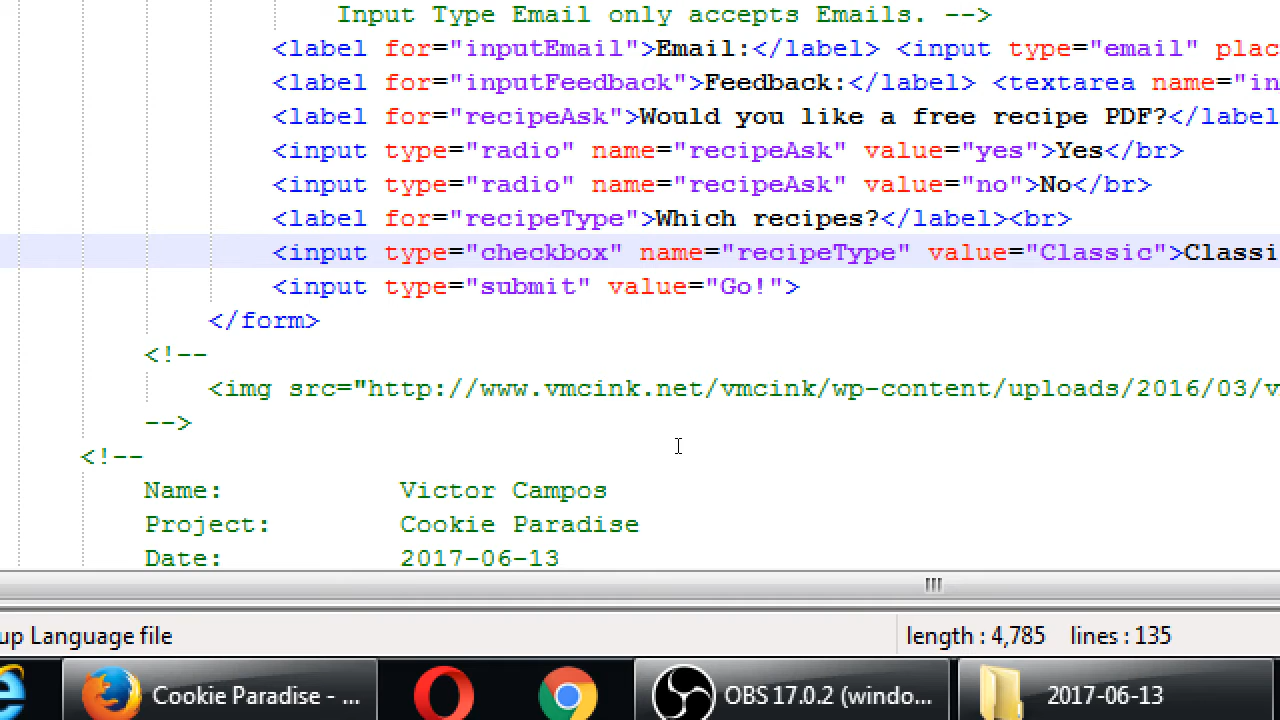 Input Type Email only accepts Emails. -->
<label for="inputEmail">Email:</label> <input type="email" plac
<label for="inputFeedback">Feedback:</label> <textarea name="in
<label for="recipeAsk">Would you like a free recipe PDF?</label
<input type="radio" name="recipeAsk" value="yes">Yes</br>
<input type="radio" name="recipeAsk" value="no">No</br>
<label for="recipeType">Which recipes?</label><br>
<input type="checkbox" name="recipeType" value="Classic">Classi
<input type="submit" value="Go!">
</form>
<!--
<img src="http://www.vmcink.net/vmcink/wp-content/uploads/2016/03/v
-->
<!--
Name: Victor Campos
Project: Cookie Paradise
Date: 2017-06-13
up Language file length : 4,785 lines : 135
Cookie Paradise - ... OBS 17.0.2 (windo... 2017-06-13